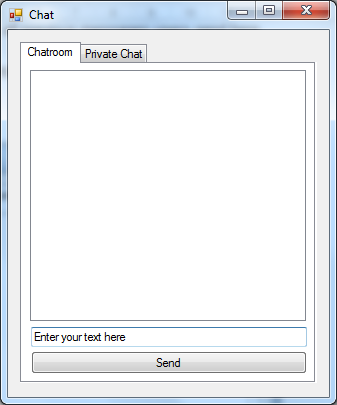 Chat
Chatroom Private Chat
Enter your text here
Send